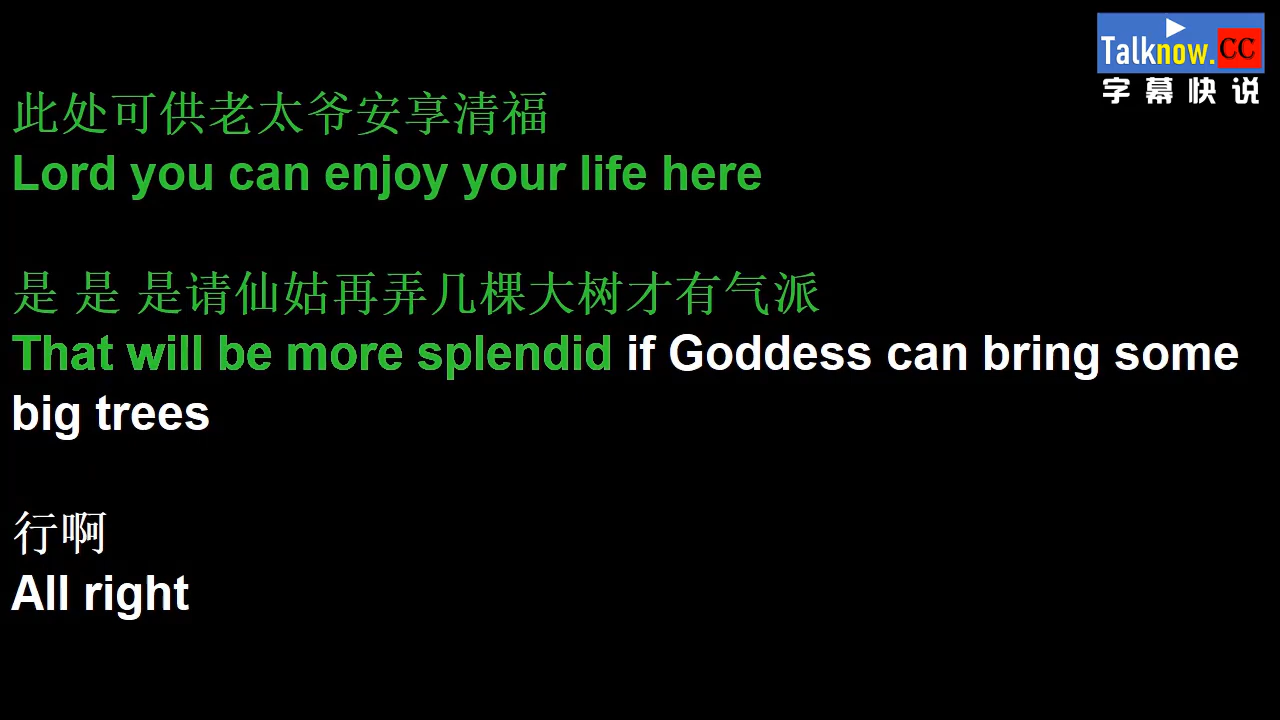 Talknow.CC
字幕快说
此处可供老太爷安享清福
Lord you can enjoy your life here
是 是 是请仙姑再弄几棵大树才有气派
That will be more splendid if Goddess can bring some
big trees
行啊
All right